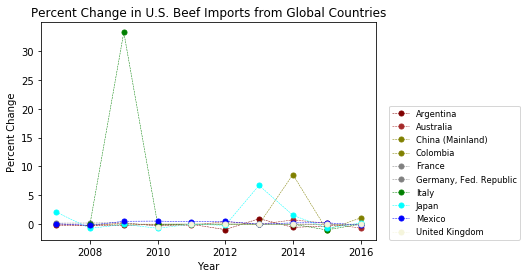 Percent Change in U.S. Beef Imports from Global Countries
Percent Change
30
25
20
15
10
5
0
2008
2010
2012
2014
2016
Year
Argentina
Australia
China (Mainland)
Colombia
France
Germany, Fed. Republic
Italy
Japan
Mexico
United Kingdom